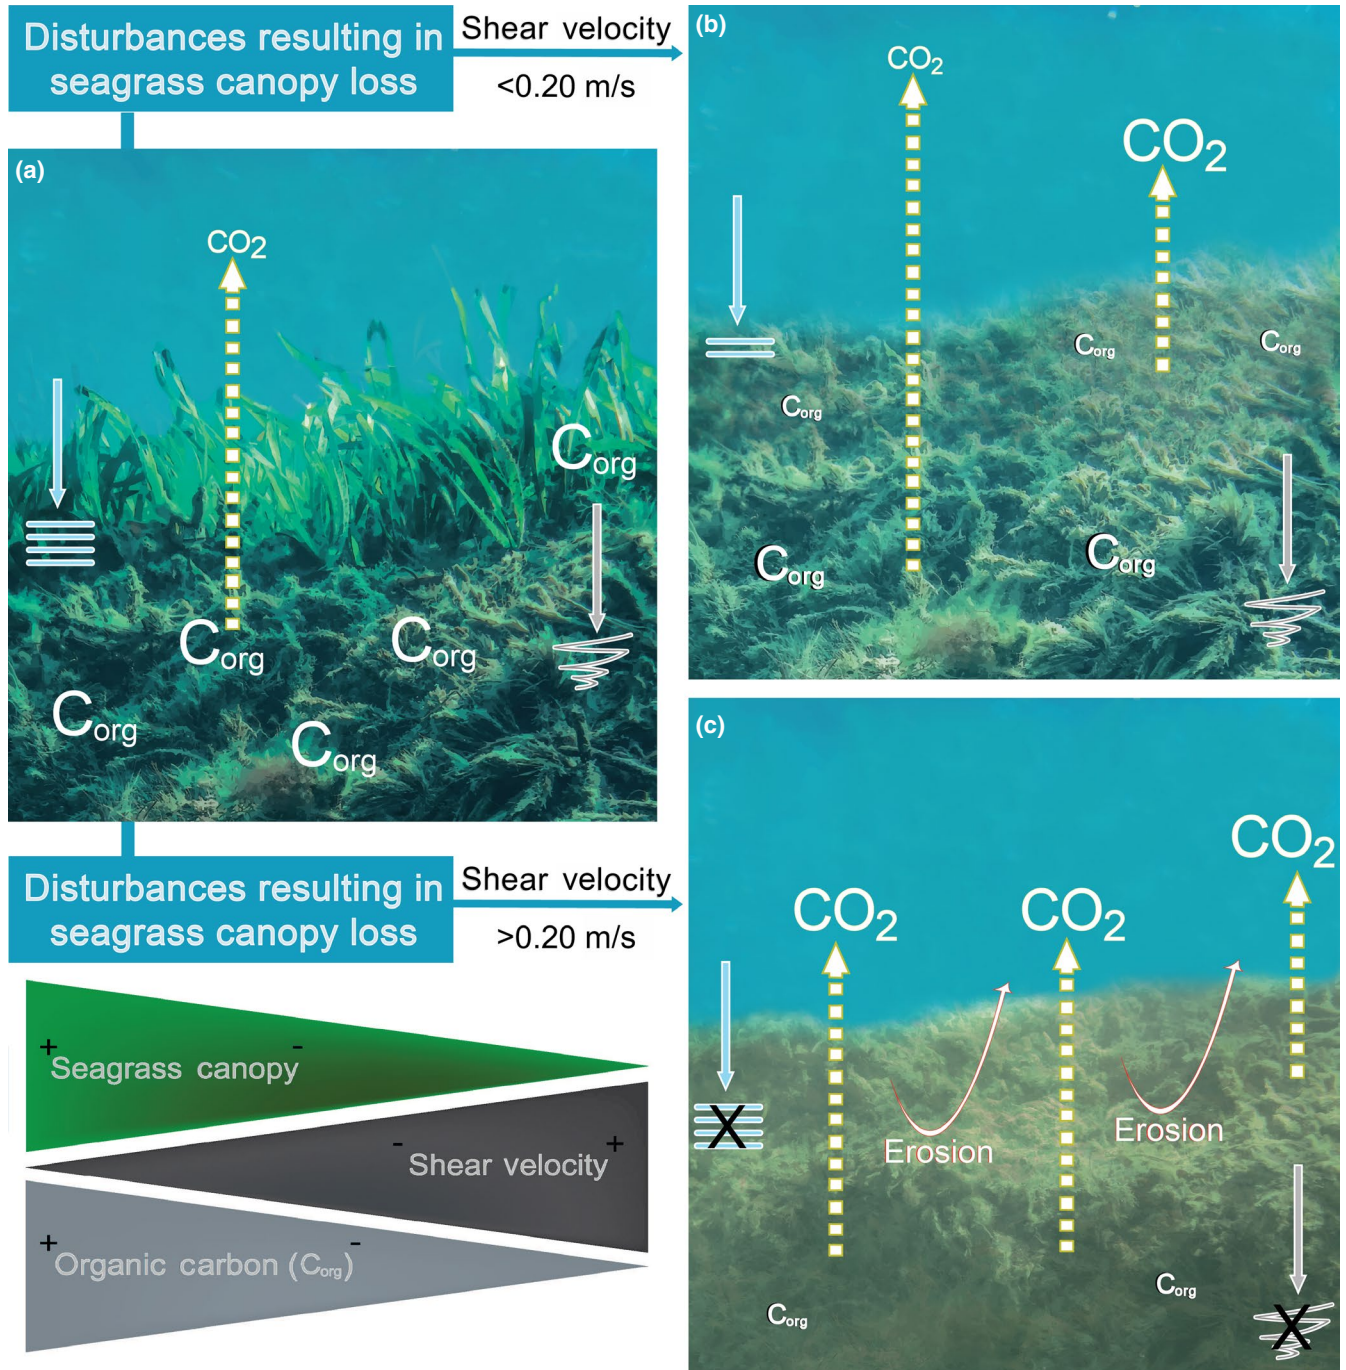 Disturbances resulting in
seagrass canopy loss
Shear velocity
<0.20 m/s
(a)
CO2
Corg
Corg
Corg
Corg
Corg
(b)
CO2
CO2
Corg
Corg
Corg
Corg
Corg
Disturbances resulting in
seagrass canopy loss
Shear velocity
>0.20 m/s
(c)
CO2
CO2
CO2
Erosion
Erosion
Corg
Corg
+ -
Seagrass canopy
- +
Shear velocity
+ -
Organic carbon (Corg)